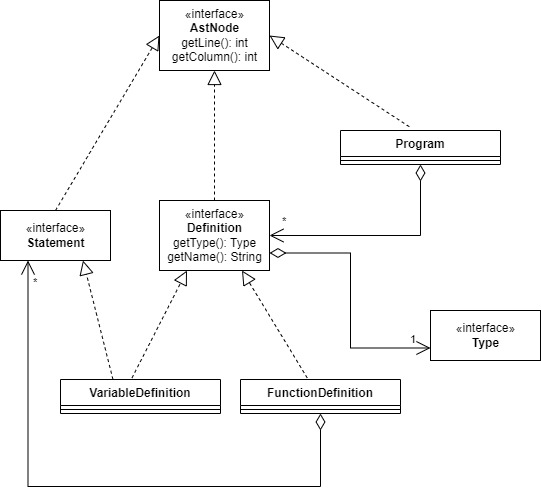 «interface»
AstNode
getLine(): int
getColumn(): int
Program
«interface»
Statement
«interface»
Definition
getType(): Type
getName(): String
*
*
1
«interface»
Type
VariableDefinition
FunctionDefinition